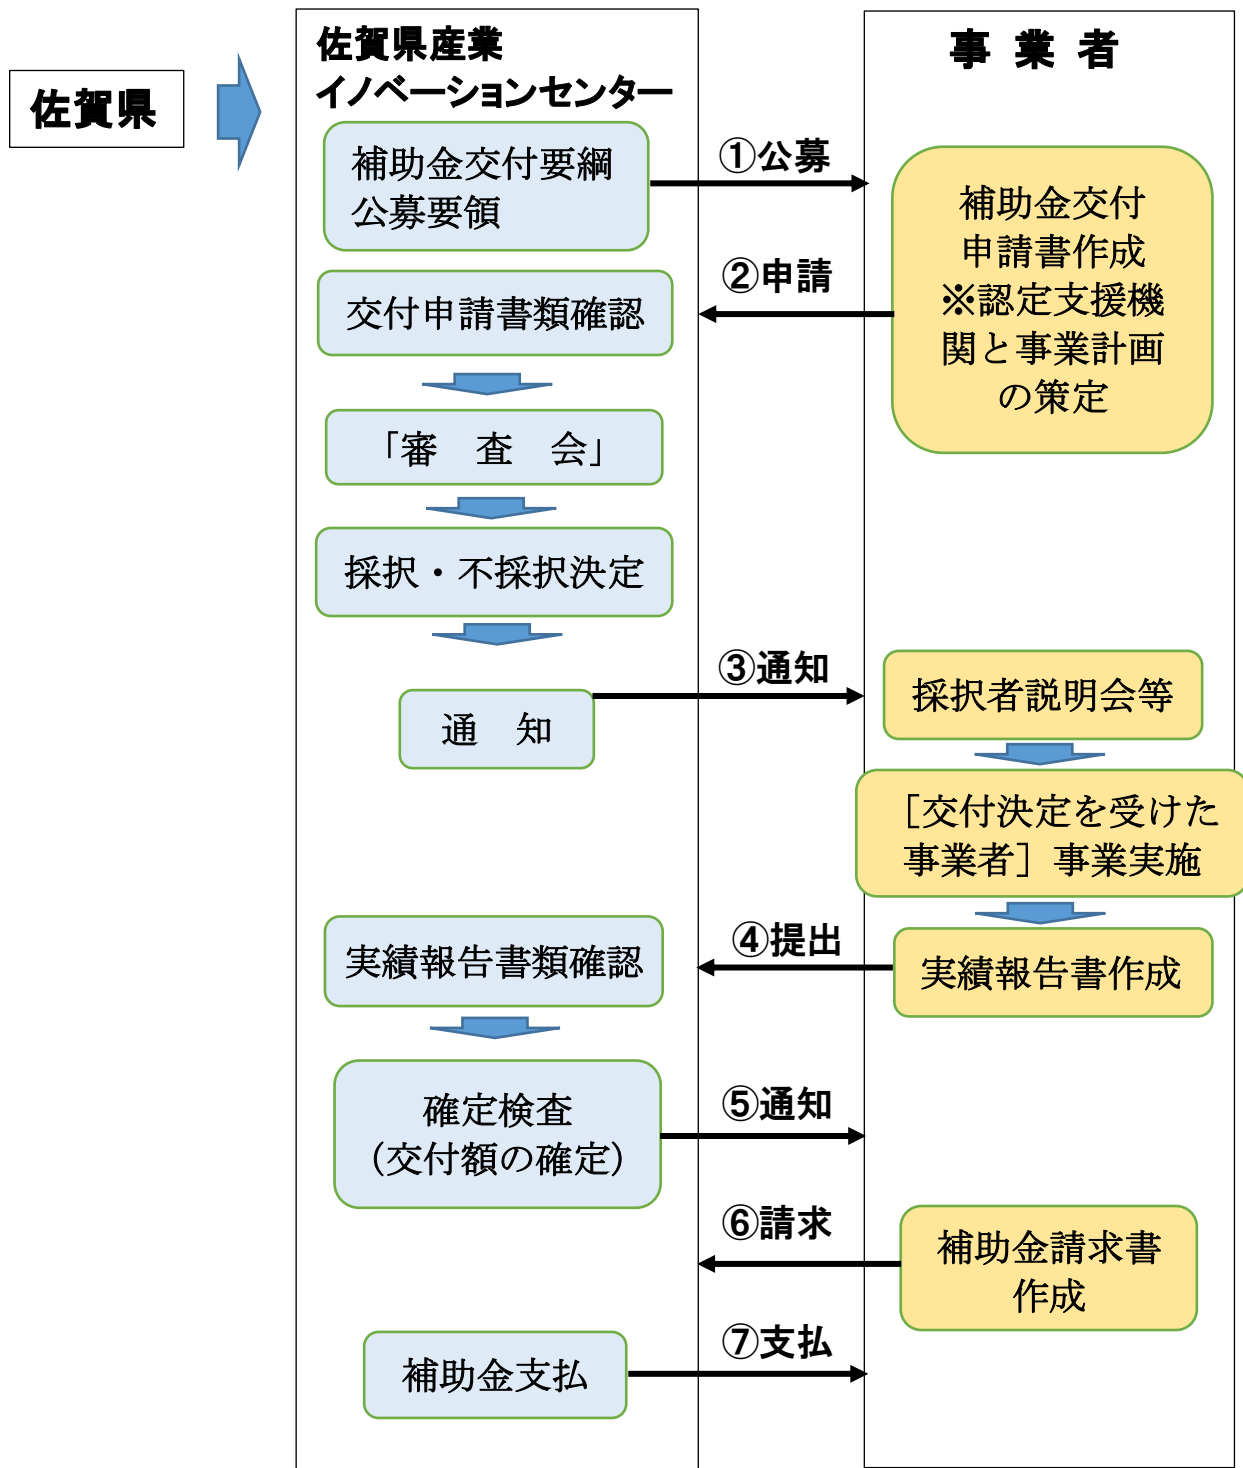 佐賀県
佐賀県産業
イノベーションセンター
事 業 者
補助金交付要綱
公募要領
①公募
補助金交付
申請書作成
※認定支援機
関と事業計画
の策定
②申請
交付申請書類確認
「審 査 会」
採択・不採択決定
通 知
③通知
採択者説明会等
［交付決定を受けた
事業者］事業実施
実績報告書作成
④提出
実績報告書類確認
確定検査
（交付額の確定）
⑤通知
⑥請求
補助金請求書
作成
補助金支払
⑦支払